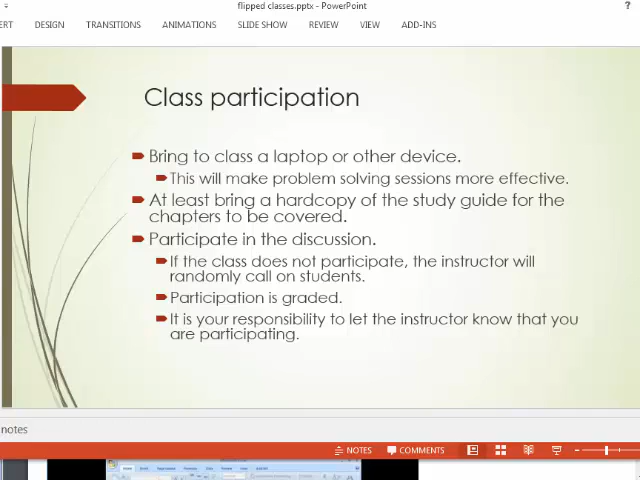 flipped classes.pptx - PowerPoint
?
ERT DESIGN TRANSITIONS ANIMATIONS SLIDE SHOW REVIEW VIEW ADD-INS
Class participation
Bring to class a laptop or other device.
This will make problem solving sessions more effective.
At least bring a hardcopy of the study guide for the
chapters to be covered.
Participate in the discussion.
If the class does not participate, the instructor will
randomly call on students.
Participation is graded.
It is your responsibility to let the instructor know that you
are participating.
notes
NOTES COMMENTS